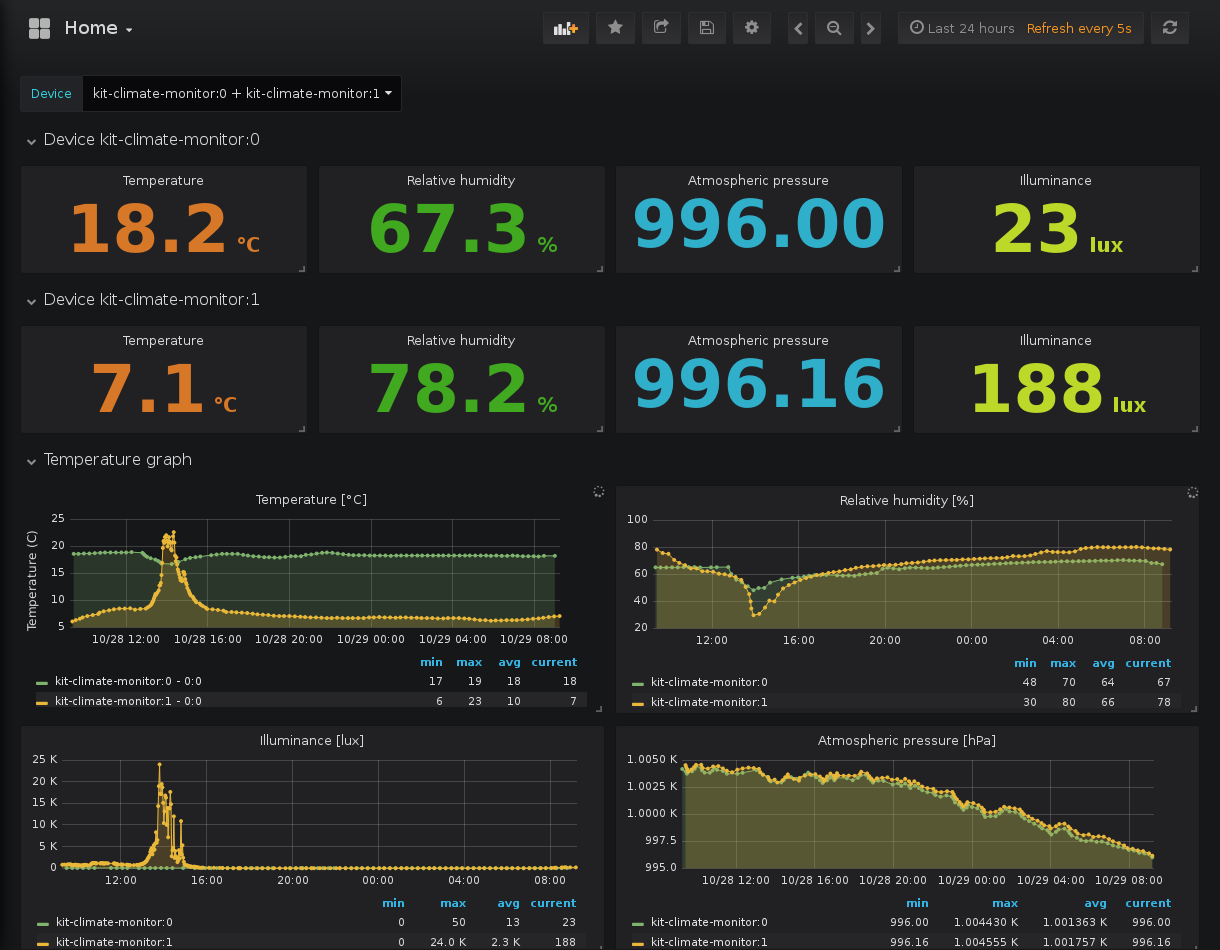 Home
Last 24 hours Refresh every 5s
Device kit-climate-monitor:0 + kit-climate-monitor:1
Device kit-climate-monitor:0
Temperature Relative humidity Atmospheric pressure Illuminance
18.2 °C 67.3 % 996.00 23 lux
Device kit-climate-monitor:1
Temperature Relative humidity Atmospheric pressure Illuminance
7.1 °C 78.2 % 996.16 188 lux
Temperature graph
Temperature [°C]
Temperature (C)
25
20
15
10
5
10/28 12:00 10/28 16:00 10/28 20:00 10/29 00:00 10/29 04:00 10/29 08:00
min max avg current
kit-climate-monitor:0 - 0:0 17 19 18 18
kit-climate-monitor:1 - 0:0 6 23 10 7
Relative humidity [%]
100
80
60
40
20
12:00 16:00 20:00 00:00 04:00 08:00
min max avg current
kit-climate-monitor:0 48 70 64 67
kit-climate-monitor:1 30 80 66 78
Illuminance [lux]
25 K
20 K
15 K
10 K
5 K
0
12:00 16:00 20:00 00:00 04:00 08:00
min max avg current
kit-climate-monitor:0 0 50 13 23
kit-climate-monitor:1 0 24.0 K 2.3 K 188
Atmospheric pressure [hPa]
1.0050 K
1.0025 K
1.0000 K
997.5
995.0
10/28 12:00 10/28 16:00 10/28 20:00 10/29 00:00 10/29 04:00 10/29 08:00
min max avg current
kit-climate-monitor:0 996.00 1.004430 K 1.001363 K 996.00
kit-climate-monitor:1 996.16 1.004555 K 1.001757 K 996.16